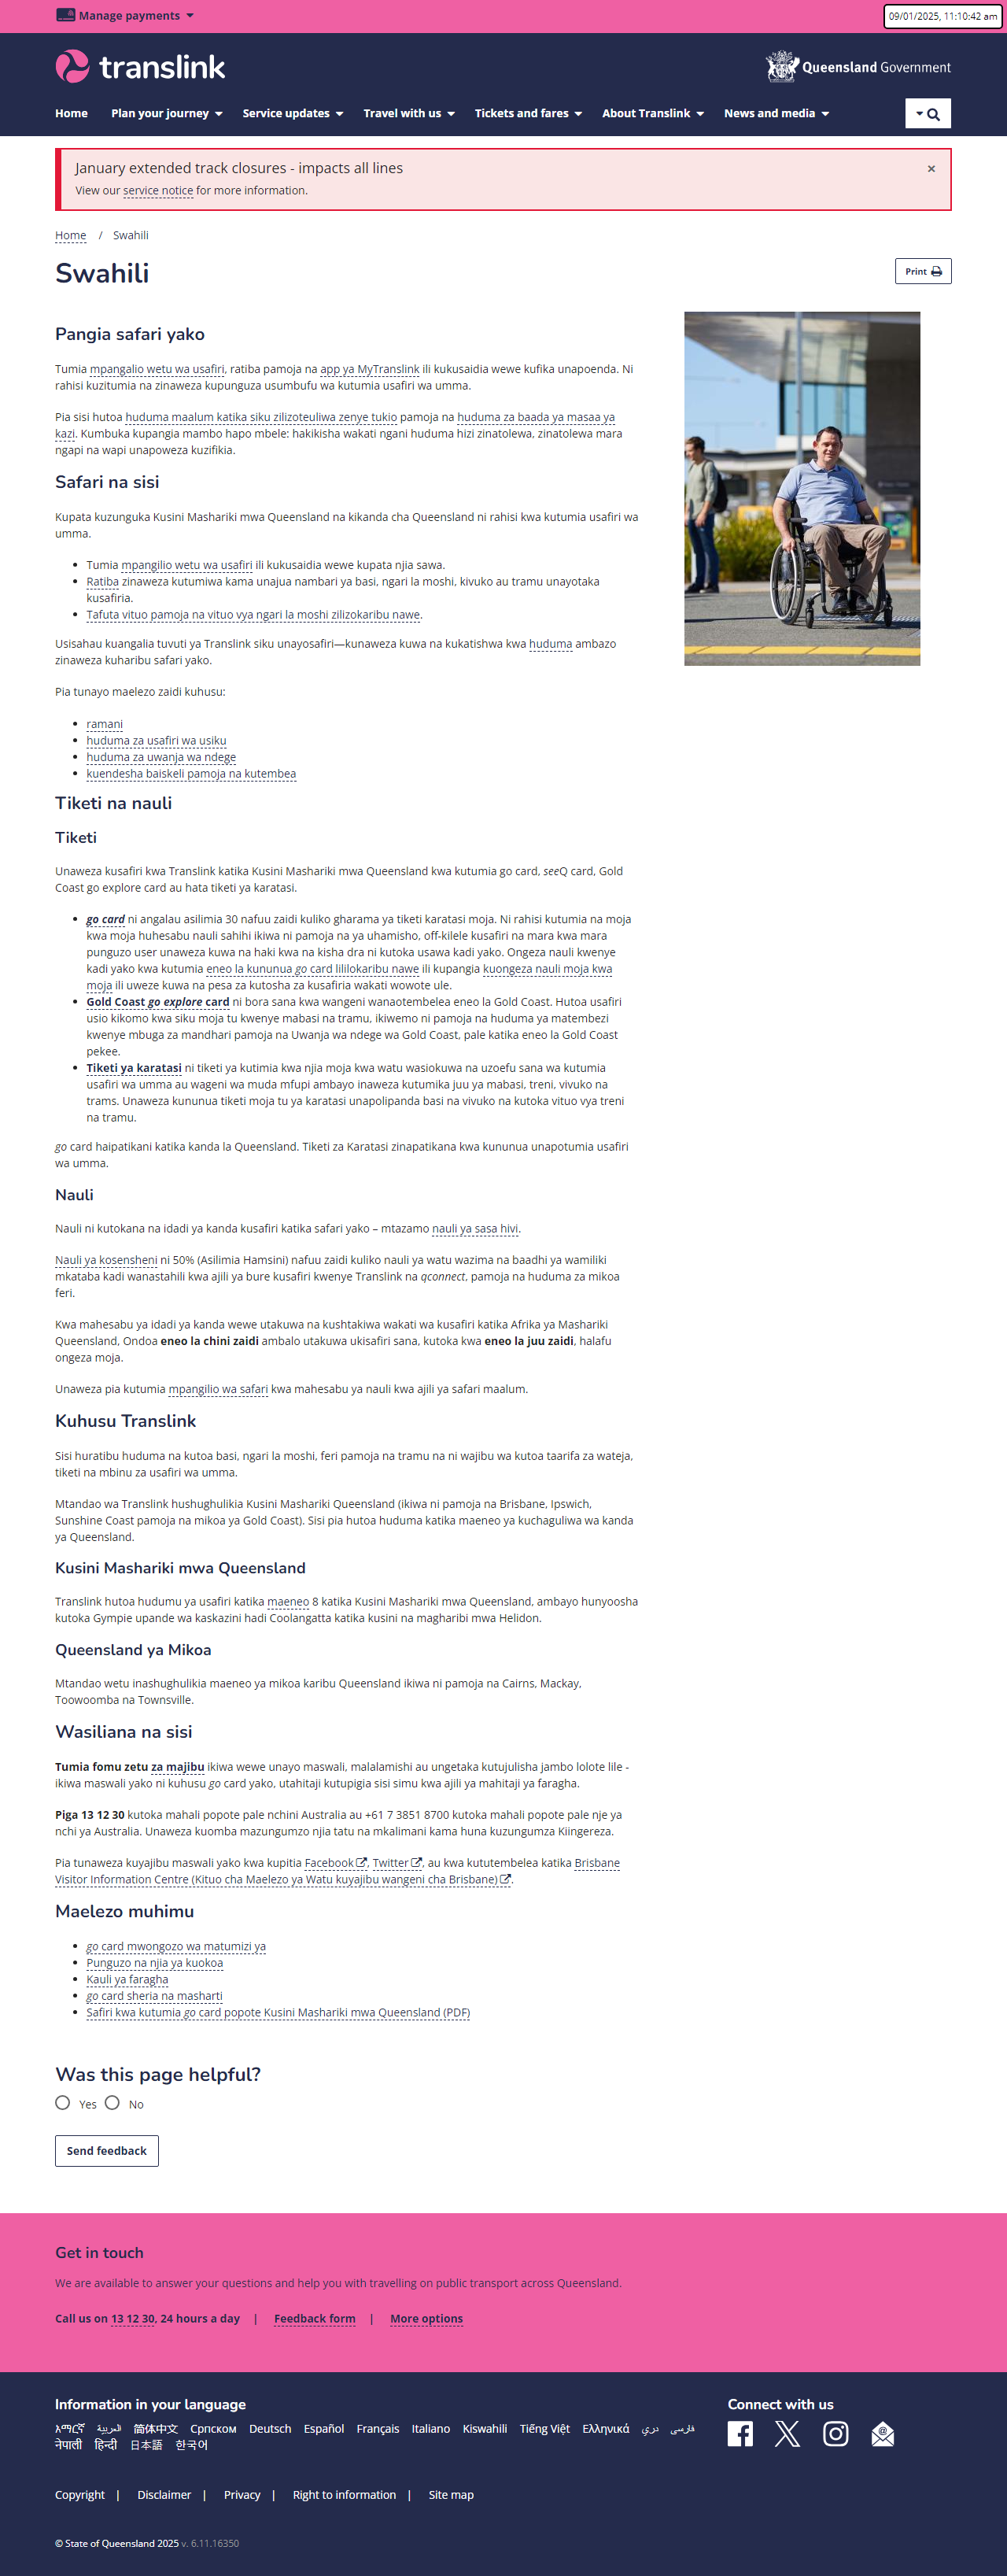 Manage payments
09/01/2025, 11:10:42 am
translink
Queensland Government
Home Plan your journey Service updates Travel with us Tickets and fares About Translink News and media
January extended track closures - impacts all lines
×
View our service notice for more information.
Home / Swahili
Swahili
Print
Pangia safari yako
Tumia mpangalio wetu wa usafiri, ratiba pamoja na app ya MyTranslink ili kukusaidia wewe kufika unapoenda. Ni
rahisi kuzitumia na zinaweza kupunguza usumbufu wa kutumia usafiri wa umma.
Pia sisi hutoa huduma maalum katika siku zilizoteuliwa zenye tukio pamoja na huduma za baada ya masaa ya
kazi. Kumbuka kupangia mambo hapo mbele: hakikisha wakati ngani huduma hizi zinatolewa, zinatolewa mara
ngapi na wapi unapoweza kuzifikia.
Safari na sisi
Kupata kuzunguka Kusini Mashariki mwa Queensland na kikanda cha Queensland ni rahisi kwa kutumia usafiri wa
umma.
• Tumia mpangilio wetu wa usafiri ili kukusaidia wewe kupata njia sawa.
• Ratiba zinaweza kutumiwa kama unajua nambari ya basi, ngari la moshi, kivuko au tramu unayotaka
kusafiria.
• Tafuta vituo pamoja na vituo vya ngari la moshi zilizokaribu nawe.
Usisahau kuangalia tuvuti ya Translink siku unayosafiri—kunaweza kuwa na kukatishwa kwa huduma ambazo
zinaweza kuharibu safari yako.
Pia tunayo maelezo zaidi kuhusu:
• ramani
• huduma za usafiri wa usiku
• huduma za uwanja wa ndege
• kuendesha baiskeli pamoja na kutembea
Tiketi na nauli
Tiketi
Unaweza kusafiri kwa Translink katika Kusini Mashariki mwa Queensland kwa kutumia go card, seeQ card, Gold
Coast go explore card au hata tiketi ya karatasi.
• go card ni angalau asilimia 30 nafuu zaidi kuliko gharama ya tiketi karatasi moja. Ni rahisi kutumia na moja
kwa moja huhesabu nauli sahihi ikiwa ni pamoja na ya uhamisho, off-kilele kusafiri na mara kwa mara
punguzo user unaweza kuwa na haki kwa na kisha dra ni kutoka usawa kadi yako. Ongeza nauli kwenye
kadi yako kwa kutumia eneo la kununua go card lililokaribu nawe ili kupangia kuongeza nauli moja kwa
moja ili uweze kuwa na pesa za kutosha za kusafiria wakati wowote ule.
• Gold Coast go explore card ni bora sana kwa wangeni wanaotembelea eneo la Gold Coast. Hutoa usafiri
usio kikomo kwa siku moja tu kwenye mabasi na tramu, ikiwemo ni pamoja na huduma ya matembezi
kwenye mbuga za mandhari pamoja na Uwanja wa ndege wa Gold Coast, pale katika eneo la Gold Coast
pekee.
• Tiketi ya karatasi ni tiketi ya kutimia kwa njia moja kwa watu wasiokuwa na uzoefu sana wa kutumia
usafiri wa umma au wageni wa muda mfupi ambayo inaweza kutumika juu ya mabasi, treni, vivuko na
trams. Unaweza kununua tiketi moja tu ya karatasi unapolipanda basi na vivuko na kutoka vituo vya treni
na tramu.
go card haipatikani katika kanda la Queensland. Tiketi za Karatasi zinapatikana kwa kununua unapotumia usafiri
wa umma.
Nauli
Nauli ni kutokana na idadi ya kanda kusafiri katika safari yako – mtazamo nauli ya sasa hivi.
Nauli ya kosensheni ni 50% (Asilimia Hamsini) nafuu zaidi kuliko nauli ya watu wazima na baadhi ya wamiliki
mkataba kadi wanastahili kwa ajili ya bure kusafiri kwenye Translink na qconnect, pamoja na huduma za mikoa
feri.
Kwa mahesabu ya idadi ya kanda wewe utakuwa na kushtakiwa wakati wa kusafiri katika Afrika ya Mashariki
Queensland, Ondoa eneo la chini zaidi ambalo utakuwa ukisafiri sana, kutoka kwa eneo la juu zaidi, halafu
ongeza moja.
Unaweza pia kutumia mpangilio wa safari kwa mahesabu ya nauli kwa ajili ya safari maalum.
Kuhusu Translink
Sisi huratibu huduma na kutoa basi, ngari la moshi, feri pamoja na tramu na ni wajibu wa kutoa taarifa za wateja,
tiketi na mbinu za usafiri wa umma.
Mtandao wa Translink hushughulikia Kusini Mashariki Queensland (ikiwa ni pamoja na Brisbane, Ipswich,
Sunshine Coast pamoja na mikoa ya Gold Coast). Sisi pia hutoa huduma katika maeneo ya kuchaguliwa wa kanda
ya Queensland.
Kusini Mashariki mwa Queensland
Translink hutoa hudumu ya usafiri katika maeneo 8 katika Kusini Mashariki mwa Queensland, ambayo hunyoosha
kutoka Gympie upande wa kaskazini hadi Coolangatta katika kusini na magharibi mwa Helidon.
Queensland ya Mikoa
Mtandao wetu inashughulikia maeneo ya mikoa karibu Queensland ikiwa ni pamoja na Cairns, Mackay,
Toowoomba na Townsville.
Wasiliana na sisi
Tumia fomu zetu za majibu ikiwa wewe unayo maswali, malalamishi au ungetaka kutujulisha jambo lolote lile -
ikiwa maswali yako ni kuhusu go card yako, utahitaji kutupigia sisi simu kwa ajili ya mahitaji ya faragha.
Piga 13 12 30 kutoka mahali popote pale nchini Australia au +61 7 3851 8700 kutoka mahali popote pale nje ya
nchi ya Australia. Unaweza kuomba mazungumzo njia tatu na mkalimani kama huna kuzungumza Kiingereza.
Pia tunaweza kuyajibu maswali yako kwa kupitia Facebook, Twitter, au kwa kututembelea katika Brisbane
Visitor Information Centre (Kituo cha Maelezo ya Watu kuyajibu wangeni cha Brisbane).
Maelezo muhimu
• go card mwongozo wa matumizi ya
• Punguzo na njia ya kuokoa
• Kauli ya faragha
• go card sheria na masharti
• Safiri kwa kutumia go card popote Kusini Mashariki mwa Queensland (PDF)
Was this page helpful?
Yes No
Send feedback
Get in touch
We are available to answer your questions and help you with travelling on public transport across Queensland.
Call us on 13 12 30, 24 hours a day | Feedback form | More options
Information in your language
Connect with us
አማርኛ العربية 简体中文 Српском Deutsch Español Français Italiano Kiswahili Tiếng Việt Ελληνικά دري فارسی
नेपाली हिन्दी 日本語 한국어
Copyright | Disclaimer | Privacy | Right to information | Site map
© State of Queensland 2025 v. 6.11.16350